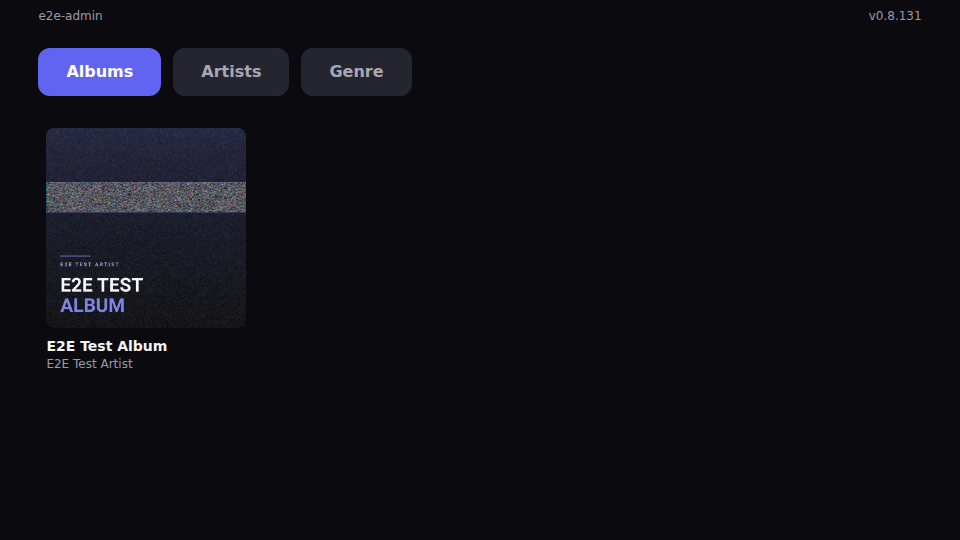 e2e-admin
v0.8.131
Albums
Artists
Genre
E2E TEST ARTIST
E2E TEST
ALBUM
E2E Test Album
E2E Test Artist